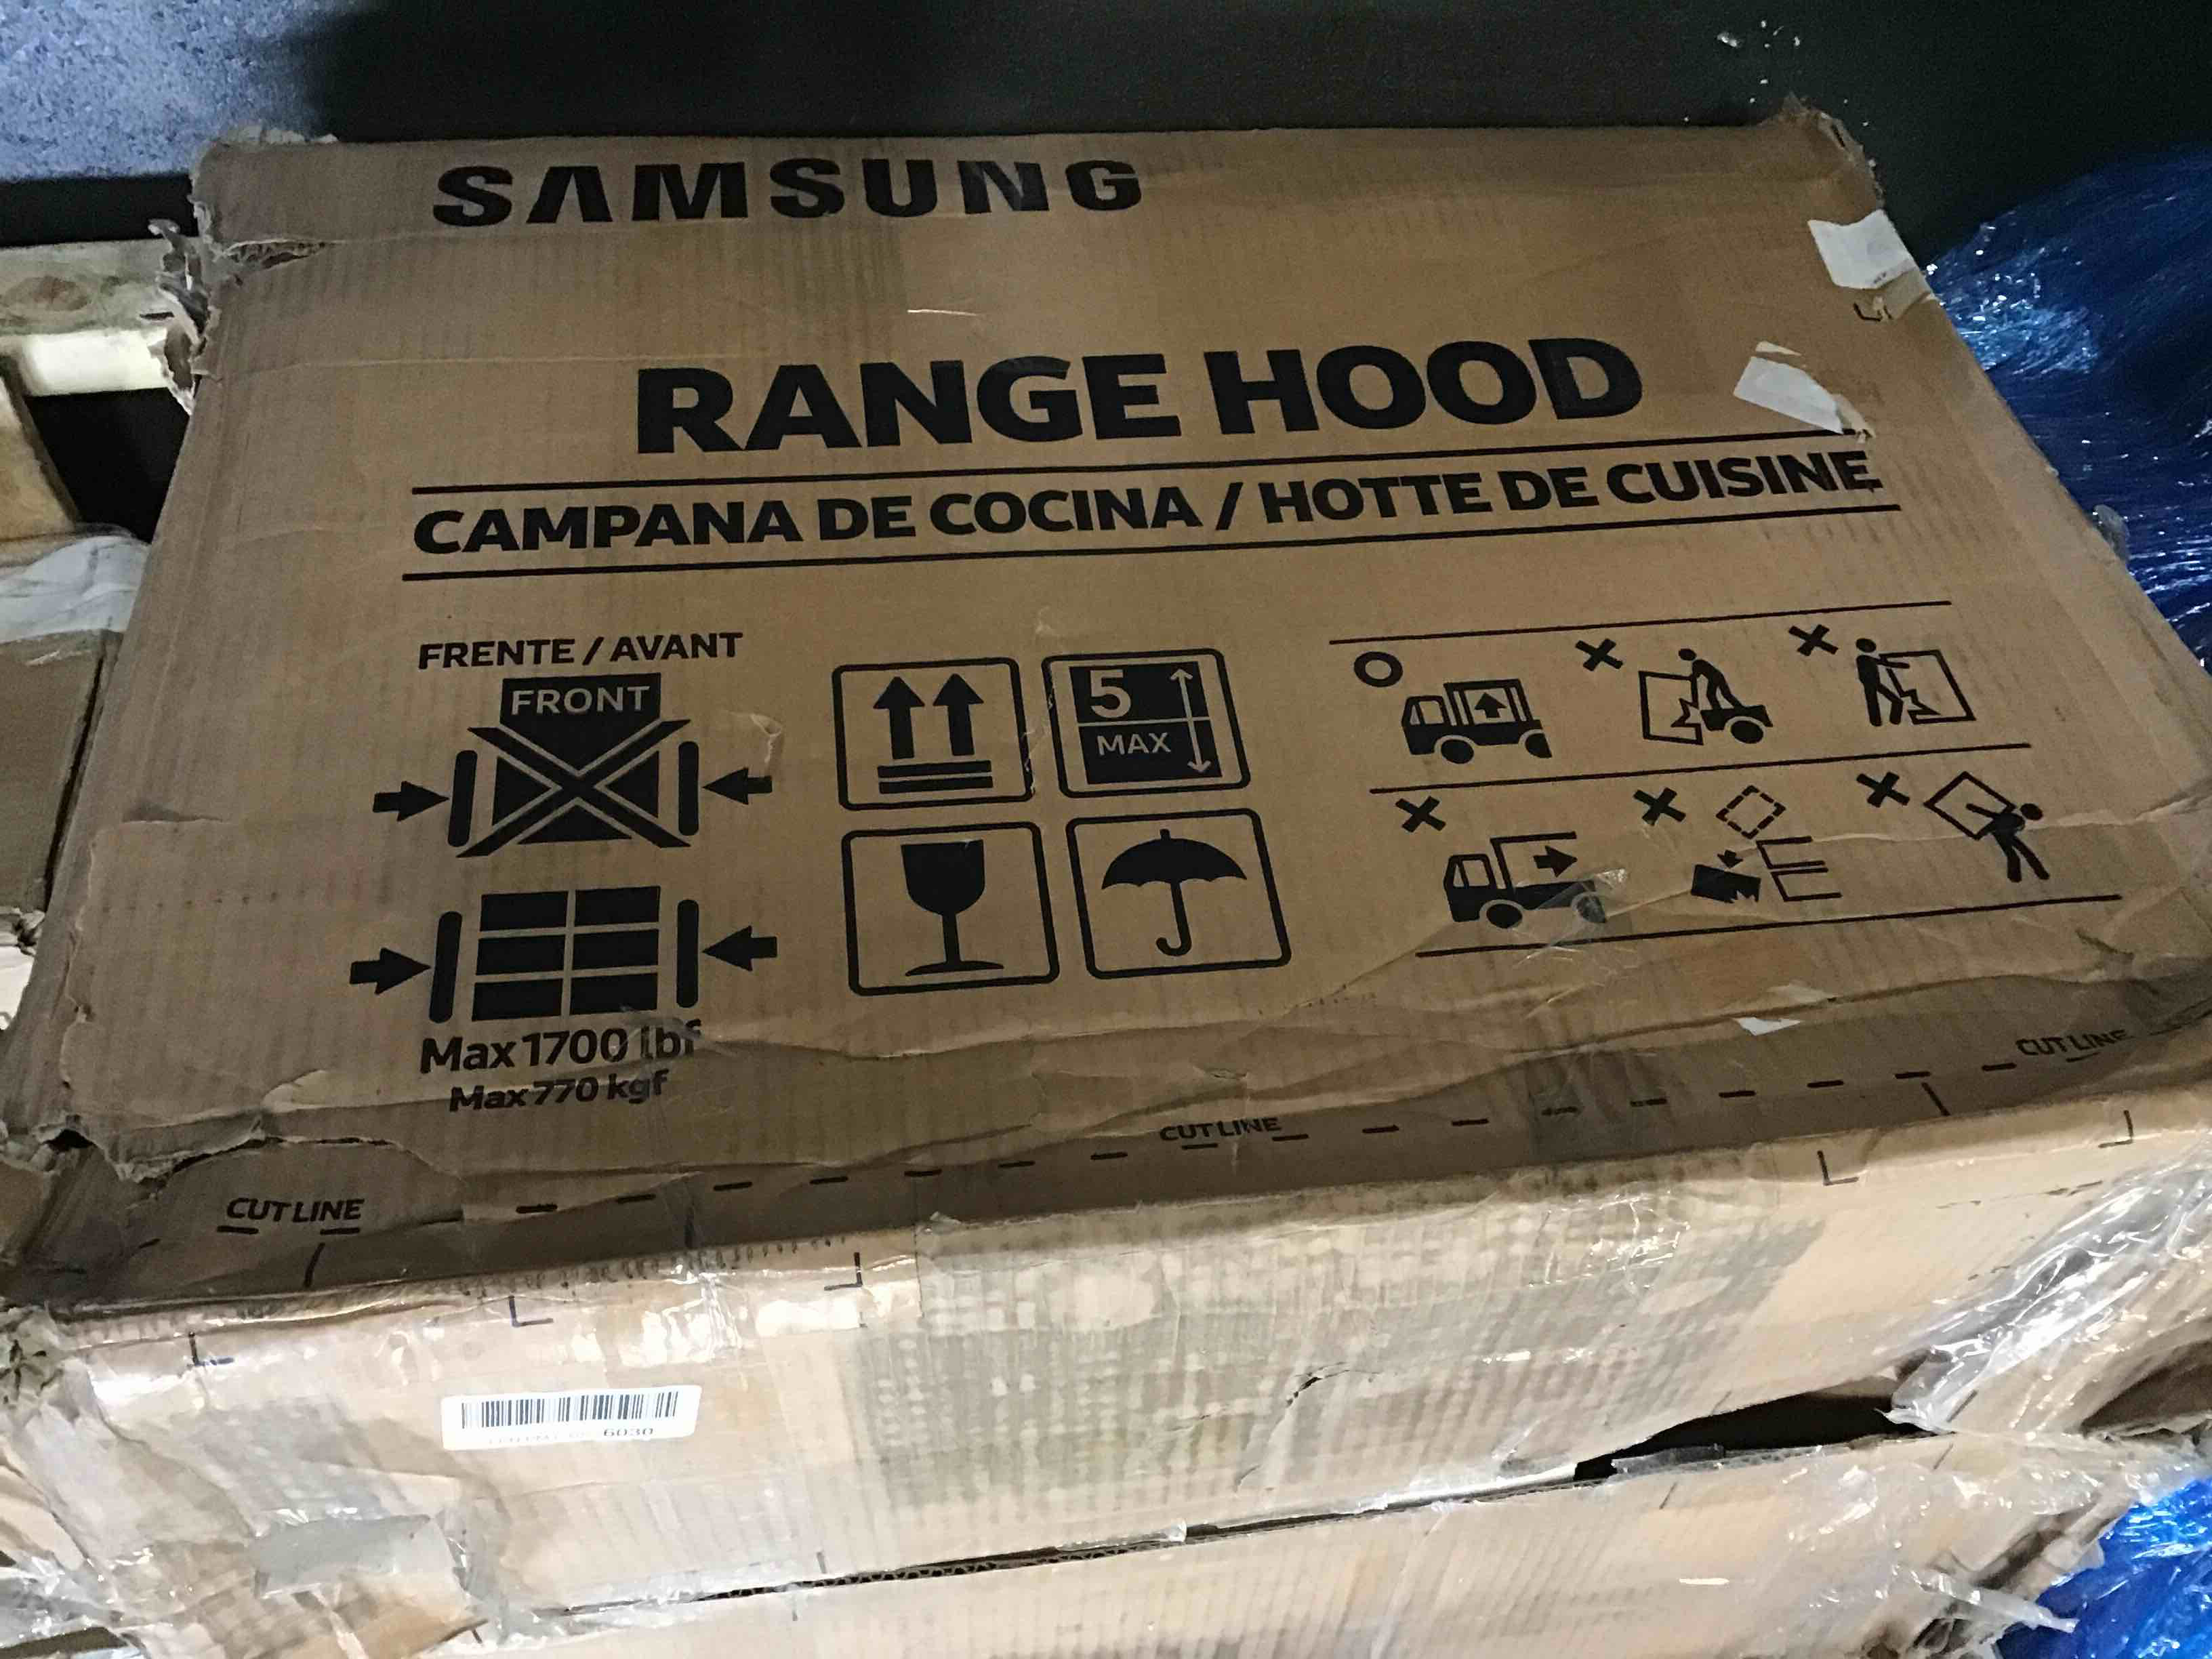 SAMSUNG
RANGE HOOD
CAMPANA DE COCINA / HOTTE DE CUISINE
FRENTE / AVANT
FRONT
5
MAX
Max 1700 lbf
Max 770 kgf
CUT LINE
CUT LINE
CUT LINE
6030